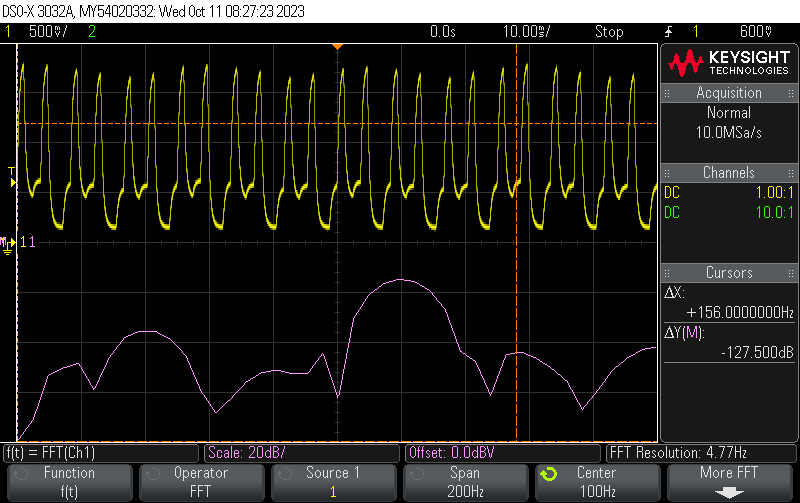 DSO-X 3032A, MY54020332: Wed Oct 11 08:27:23 2023
1 500▿/ 2 0.0s 10.00▿/ Stop 1 600▿
KEYSIGHT
TECHNOLOGIES
Acquisition
Normal
10.0MSa/s
Channels
DC 1.00:1
DC 10.0:1
Cursors
ΔX:
+156.0000000Hz
ΔY(M):
-127.500dB
T
M 11
f(t) = FFT(Ch1) Scale: 20dB/ Offset: 0.0dBV FFT Resolution: 4.77Hz
Function Operator Source 1 Span Center More FFT
f(t) FFT 1 200Hz 100Hz